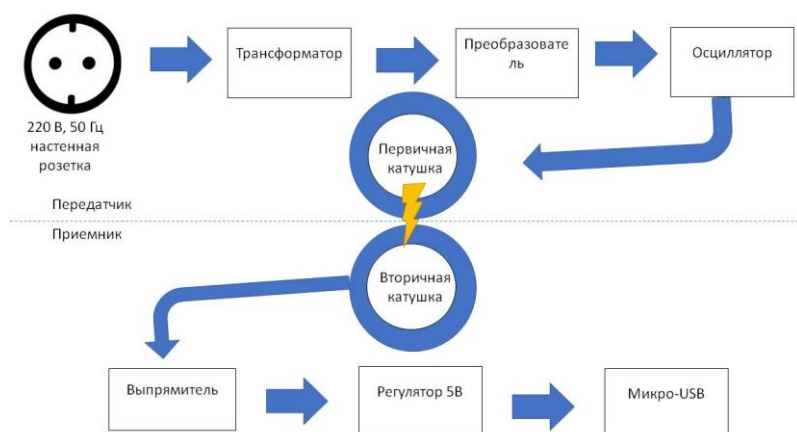 Трансформатор
Преобразовате
ль
Осциллятор
220 В, 50 Гц
настенная
розетка
Первичная
катушка
Передатчик
Приемник
Вторичная
катушка
Выпрямитель
Регулятор 5В
Микро-USB